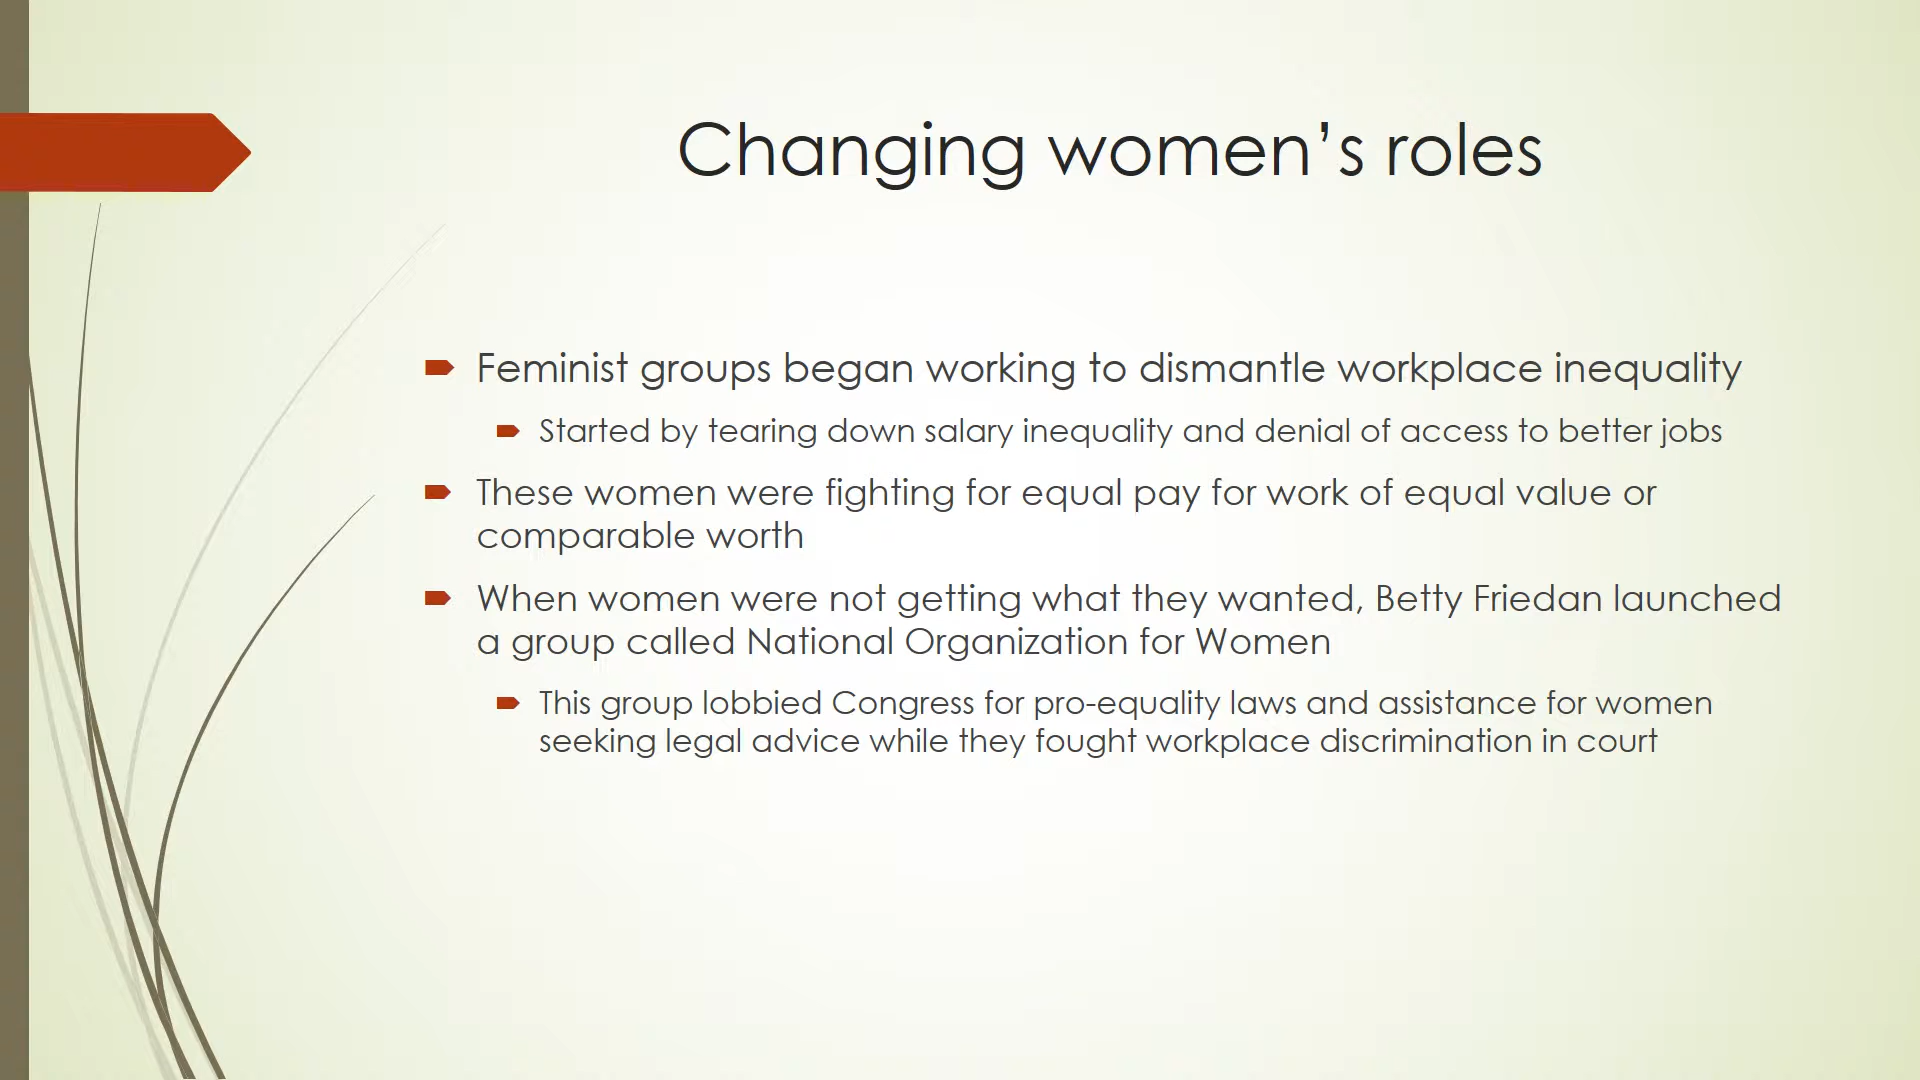 Changing women’s roles
Feminist groups began working to dismantle workplace inequality
Started by tearing down salary inequality and denial of access to better jobs
These women were fighting for equal pay for work of equal value or
comparable worth
When women were not getting what they wanted, Betty Friedan launched
a group called National Organization for Women
This group lobbied Congress for pro-equality laws and assistance for women
seeking legal advice while they fought workplace discrimination in court